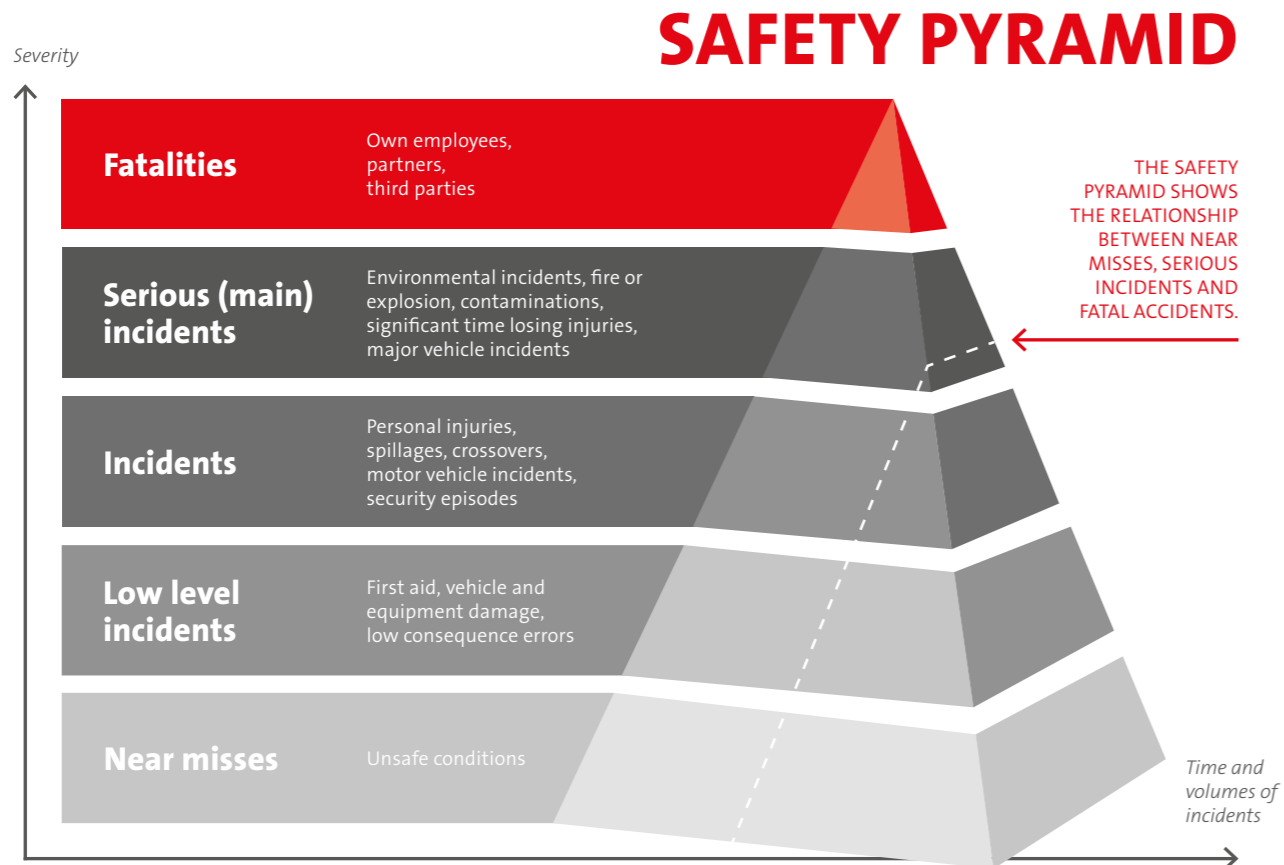 SAFETY PYRAMID
Severity
Fatalities
Own employees,
partners,
third parties
THE SAFETY
PYRAMID SHOWS
THE RELATIONSHIP
BETWEEN NEAR
MISSES, SERIOUS
INCIDENTS AND
FATAL ACCIDENTS.
Serious (main)
incidents
Environmental incidents, fire or
explosion, contaminations,
significant time losing injuries,
major vehicle incidents
Incidents
Personal injuries,
spillages, crossovers,
motor vehicle incidents,
security episodes
Low level
incidents
First aid, vehicle and
equipment damage,
low consequence errors
Near misses
Unsafe conditions
Time and
volumes of
incidents